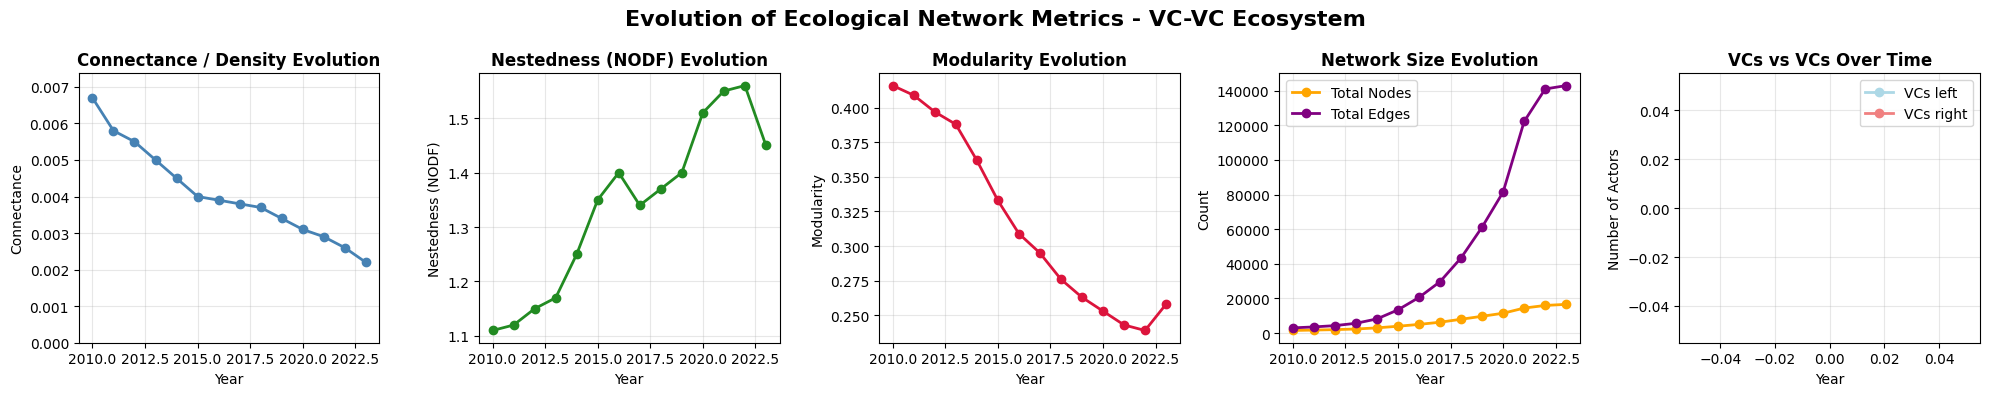 Evolution of Ecological Network Metrics - VC-VC Ecosystem
Connectance / Density Evolution
Connectance
0.007
0.006
0.005
0.004
0.003
0.002
0.001
0.000
2010.0 2012.5 2015.0 2017.5 2020.0 2022.5
Year
Nestedness (NODF) Evolution
Nestedness (NODF)
1.5
1.4
1.3
1.2
1.1
2010.0 2012.5 2015.0 2017.5 2020.0 2022.5
Year
Modularity Evolution
Modularity
0.400
0.375
0.350
0.325
0.300
0.275
0.250
2010.0 2012.5 2015.0 2017.5 2020.0 2022.5
Year
Network Size Evolution
Total Nodes
Total Edges
Count
140000
120000
100000
80000
60000
40000
20000
0
2010.0 2012.5 2015.0 2017.5 2020.0 2022.5
Year
VCs vs VCs Over Time
VCs left
VCs right
Number of Actors
0.04
0.02
0.00
−0.02
−0.04
−0.04 −0.02 0.00 0.02 0.04
Year